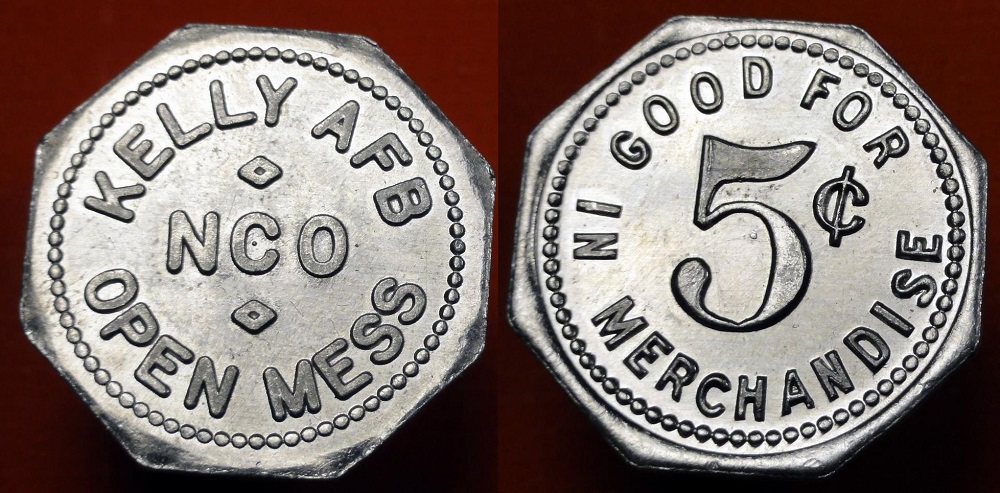 KELLY AFB
NCO
OPEN MESS
GOOD FOR
5¢
IN MERCHANDISE